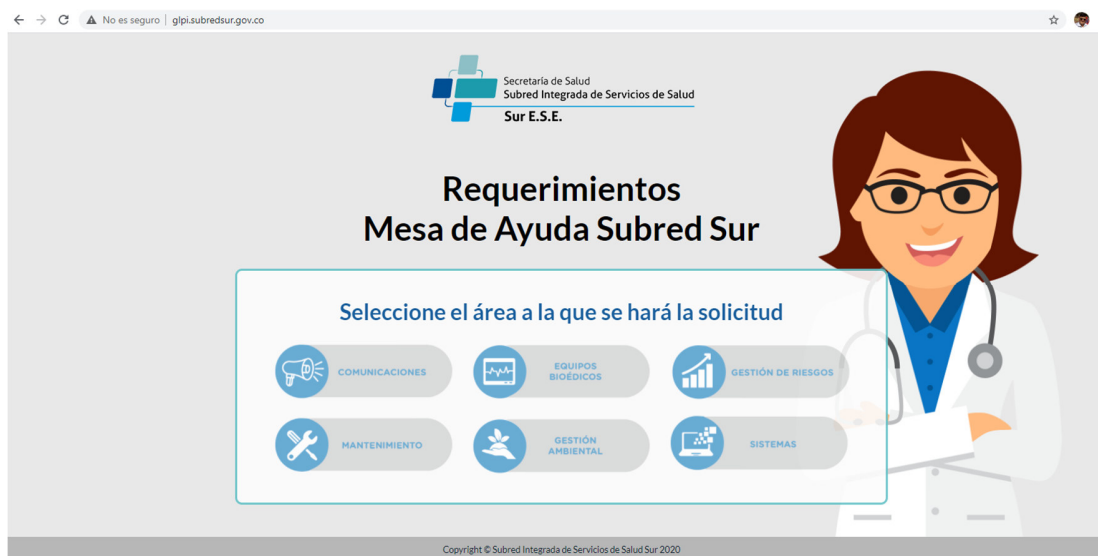 No es seguro | glpi.subredsur.gov.co
Secretaría de Salud
Subred Integrada de Servicios de Salud
Sur E.S.E.
Requerimientos
Mesa de Ayuda Subred Sur
Seleccione el área a la que se hará la solicitud
COMUNICACIONES
EQUIPOS
BIOÉDICOS
GESTIÓN DE RIESGOS
MANTENIMIENTO
GESTIÓN
AMBIENTAL
SISTEMAS
Copyright © Subred Integrada de Servicios de Salud Sur 2020